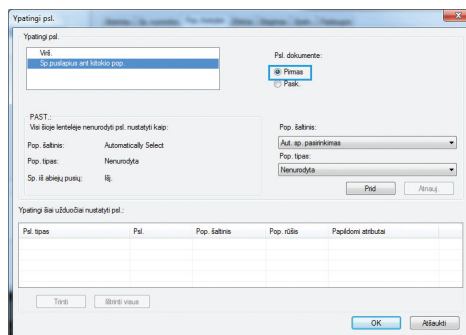 Ypatingi psl.
Ypatingi psl.
Virš.
Sp.puslapius ant kitokio pop.
Psl. dokumente:
Pirmas
Pask.
PAST.:
Visi šioje lentelėje nenurodyti psl. nustatyti kaip:
Pop. šaltinis: Automatically Select
Pop. tipas: Nenurodyta
Sp. iš abiejų pusių: Išj.
Pop. šaltinis:
Aut. sp. pasirinkimas
Pop. tipas:
Nenurodyta
Prid
Atnauj.
Ypatingi šiai užduočiai nustatyti psl.:
Psl. tipas Psl. Pop. šaltinis Pop. rūšis Papildomi atributai
Trinti
Ištrinti visus
OK
Atšaukti